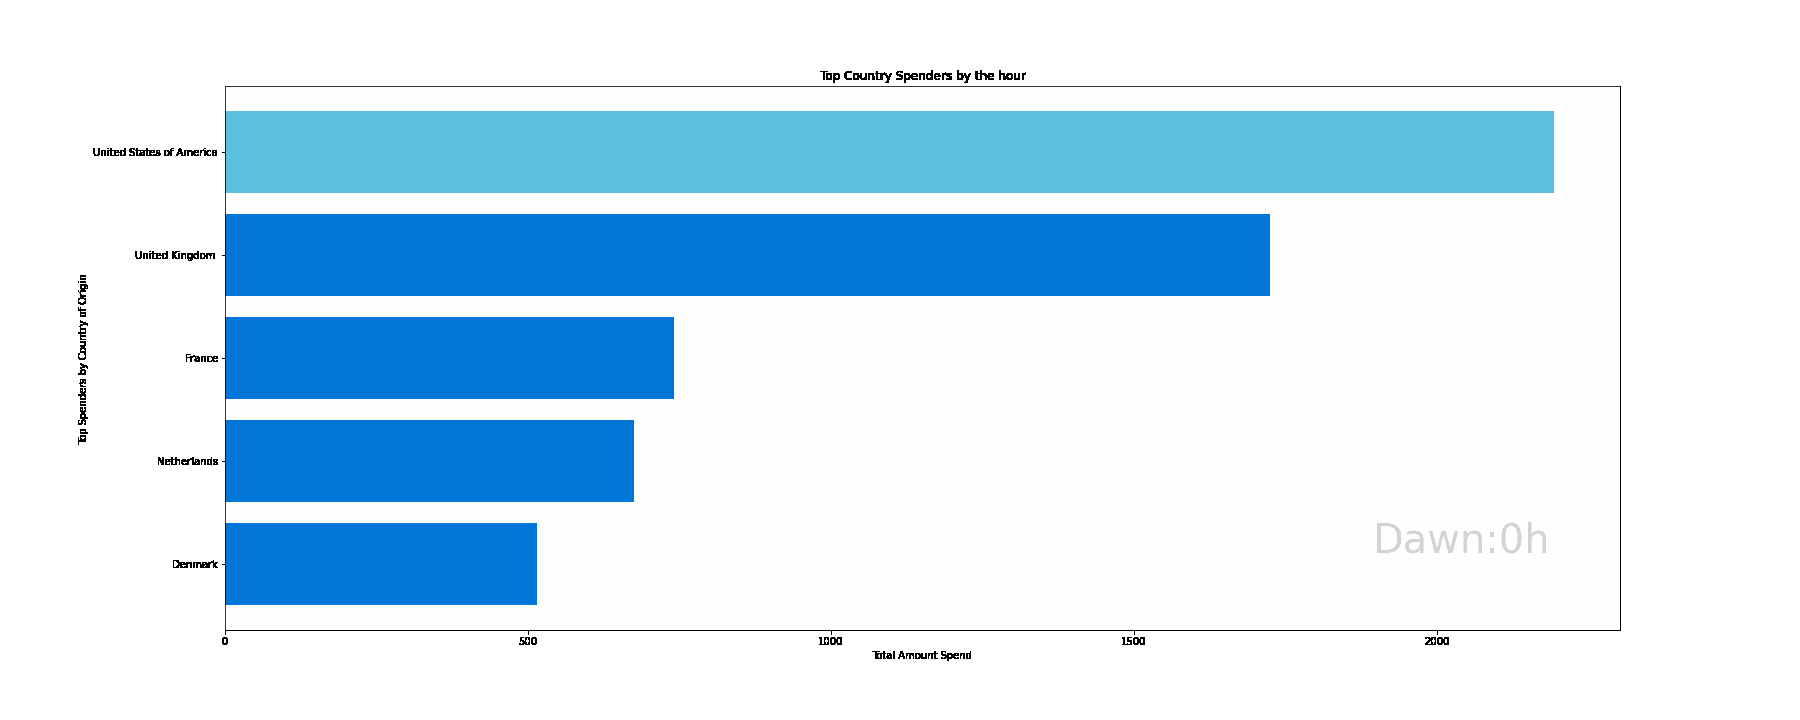 Top Country Spenders by the hour
United States of America
United Kingdom
France
Netherlands
Denmark
Top Spenders by Country of Origin
Dawn:0h
0 500 1000 1500 2000
Total Amount Spend